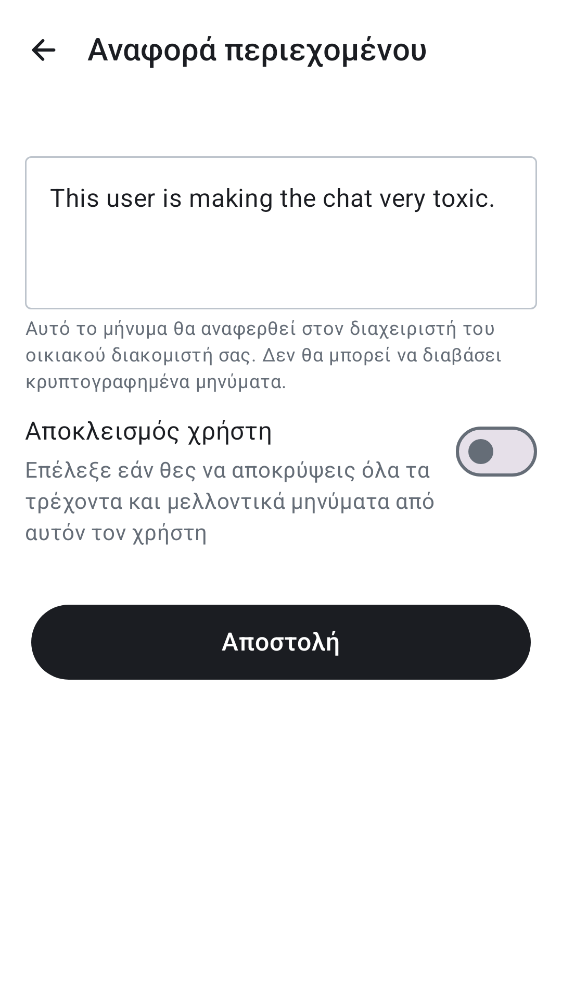 Αναφορά περιεχομένου
This user is making the chat very toxic.
Αυτό το μήνυμα θα αναφερθεί στον διαχειριστή του
οικιακού διακομιστή σας. Δεν θα μπορεί να διαβάσει
κρυπτογραφημένα μηνύματα.
Αποκλεισμός χρήστη
Επέλεξε εάν θες να αποκρύψεις όλα τα
τρέχοντα και μελλοντικά μηνύματα από
αυτόν τον χρήστη
Αποστολή